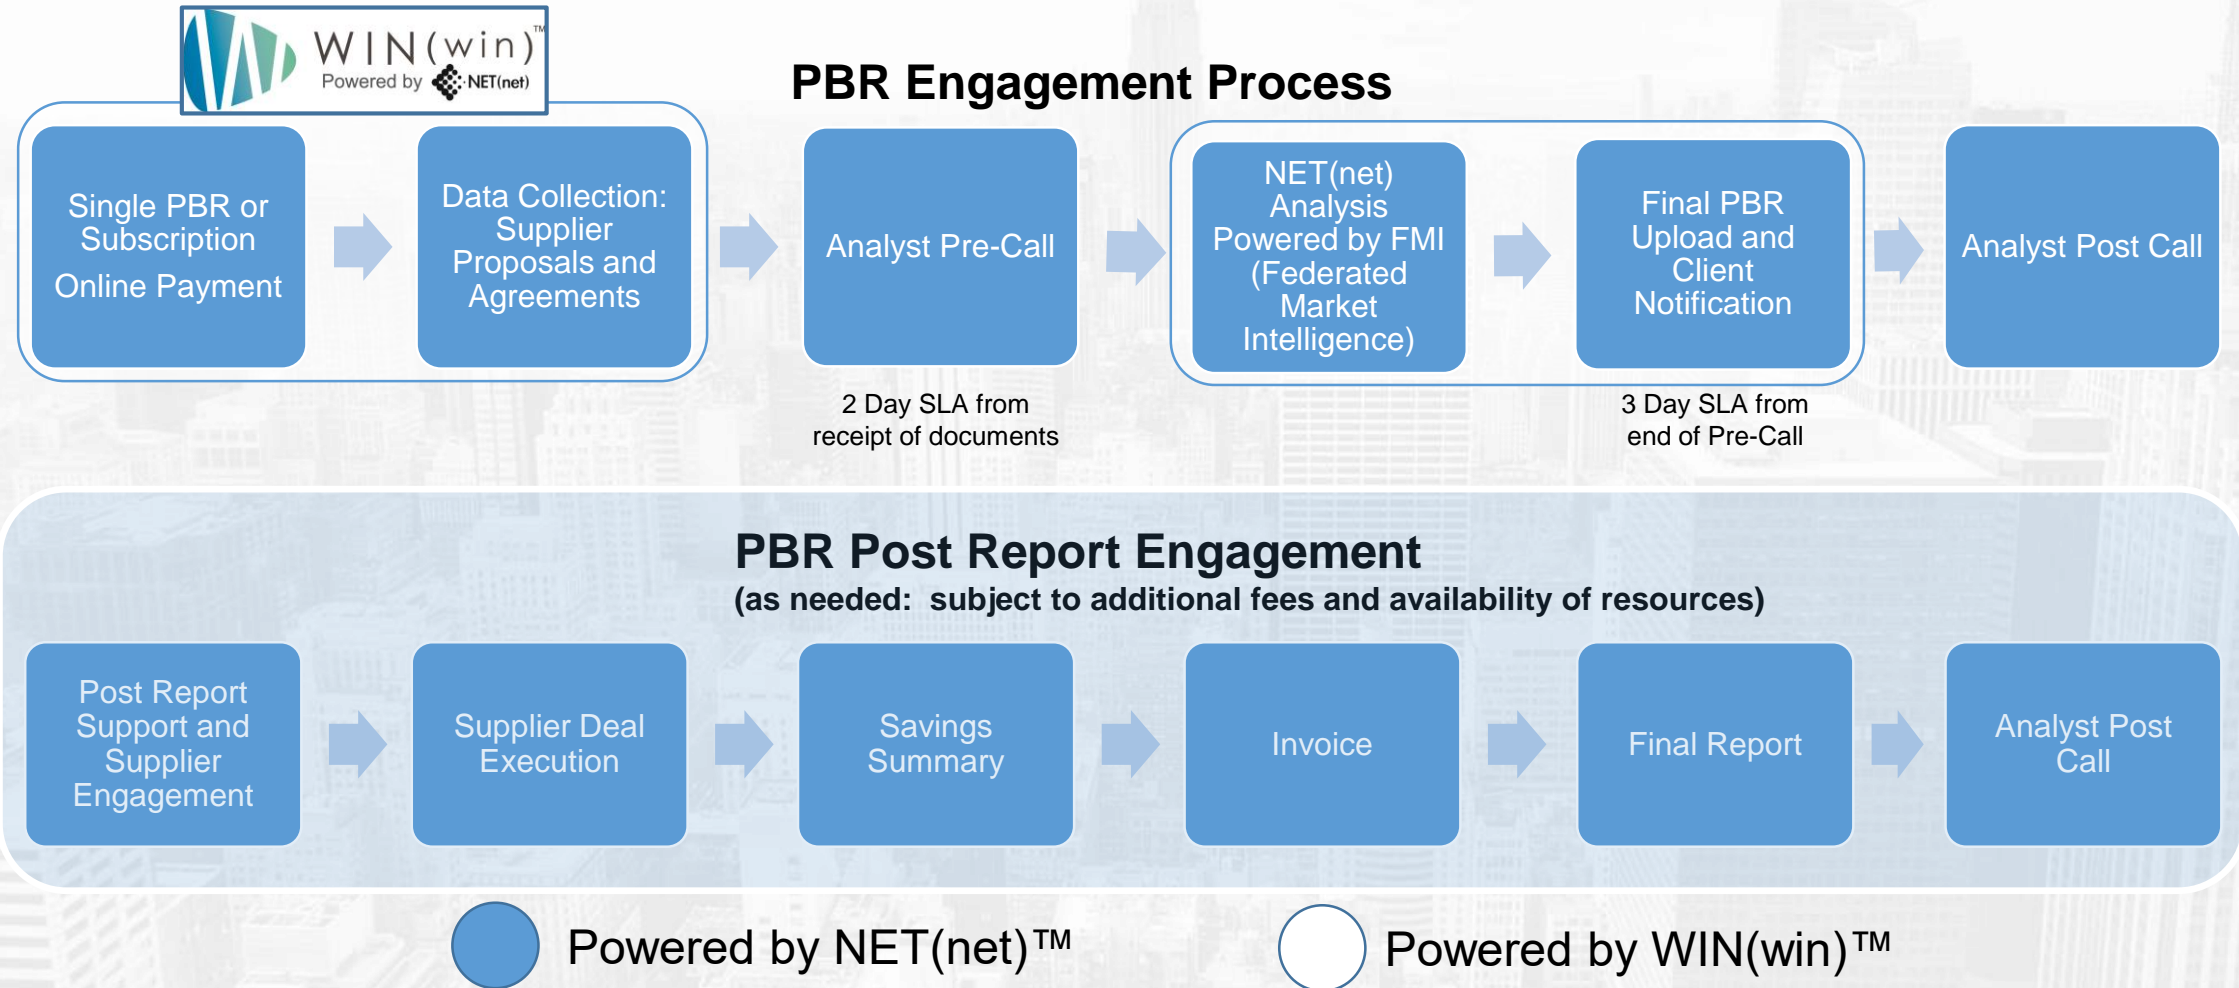 WIN(win)™
Powered by NET(net)
PBR Engagement Process
Single PBR or
Subscription
Online Payment
Data Collection:
Supplier
Proposals and
Agreements
Analyst Pre-Call
NET(net)
Analysis
Powered by FMI
(Federated
Market
Intelligence)
Final PBR
Upload and
Client
Notification
Analyst Post Call
2 Day SLA from
receipt of documents
3 Day SLA from
end of Pre-Call
PBR Post Report Engagement
(as needed:  subject to additional fees and availability of resources)
Post Report
Support and
Supplier
Engagement
Supplier Deal
Execution
Savings
Summary
Invoice
Final Report
Analyst Post
Call
Powered by NET(net)™
Powered by WIN(win)™